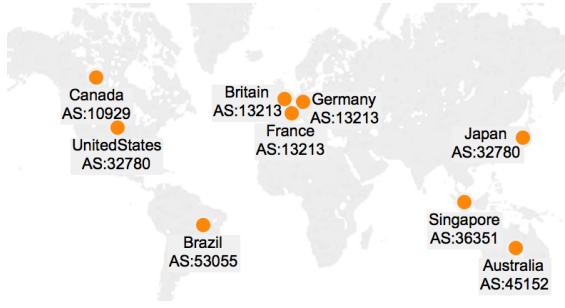 Canada
AS:10929
UnitedStates
AS:32780
Britain
AS:13213
Germany
AS:13213
France
AS:13213
Japan
AS:32780
Brazil
AS:53055
Singapore
AS:36351
Australia
AS:45152